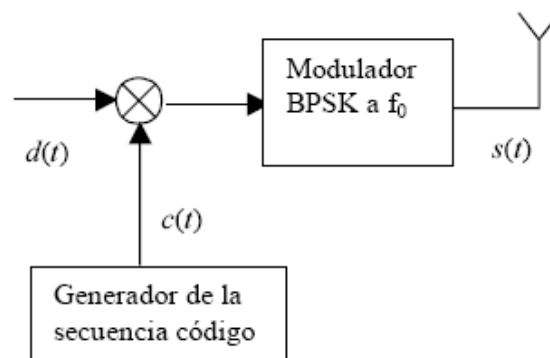 Modulador
BPSK a f₀
d(t)
s(t)
c(t)
Generador de la
secuencia código